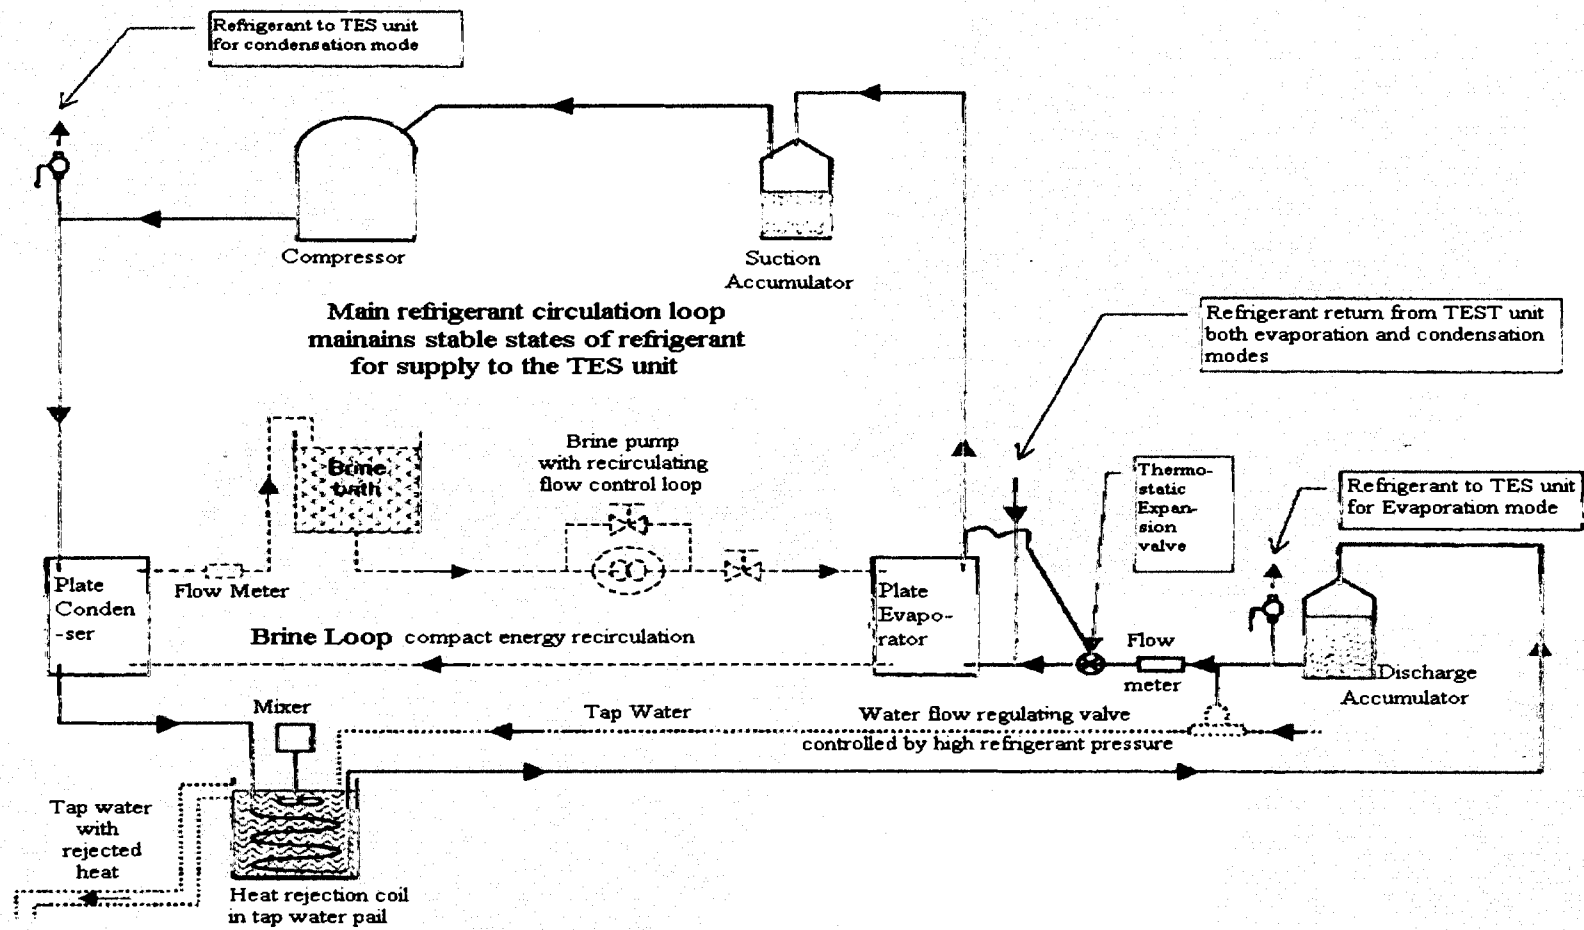 Refrigerant to TES unit
for condensation mode
Compressor
Suction
Accumulator
Main refrigerant circulation loop
mainains stable states of refrigerant
for supply to the TES unit
Refrigerant return from TEST unit
both evaporation and condensation
modes
Brine
bath
Brine pump
with recirculating
flow control loop
Thermo-
static
Expan-
sion
valve
Refrigerant to TES unit
for Evaporation mode
Plate
Conden
-ser
Flow Meter
Plate
Evapo-
rator
Brine Loop compact energy recirculation
Flow
meter
Discharge
Accumulator
Mixer
Tap Water
Water flow regulating valve
controlled by high refrigerant pressure
Tap water
with
rejected
heat
Heat rejection coil
in tap water pail